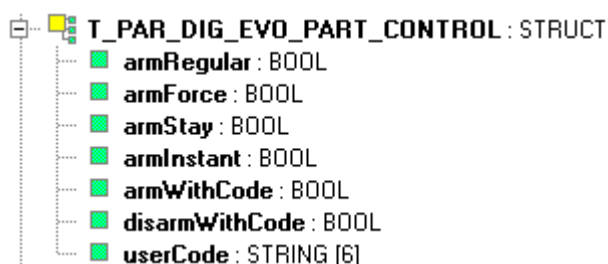 T_PAR_DIG_EVO_PART_CONTROL : STRUCT
armRegular : BOOL
armForce : BOOL
armStay : BOOL
armInstant : BOOL
armWithCode : BOOL
disarmWithCode : BOOL
userCode : STRING [6]